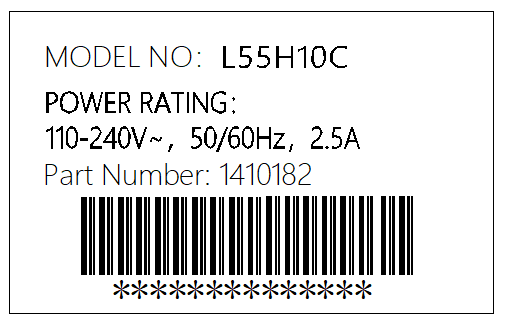 MODEL NO： L55H10C
POWER RATING：
110-240V~，50/60Hz，2.5A
Part Number: 1410182
**************